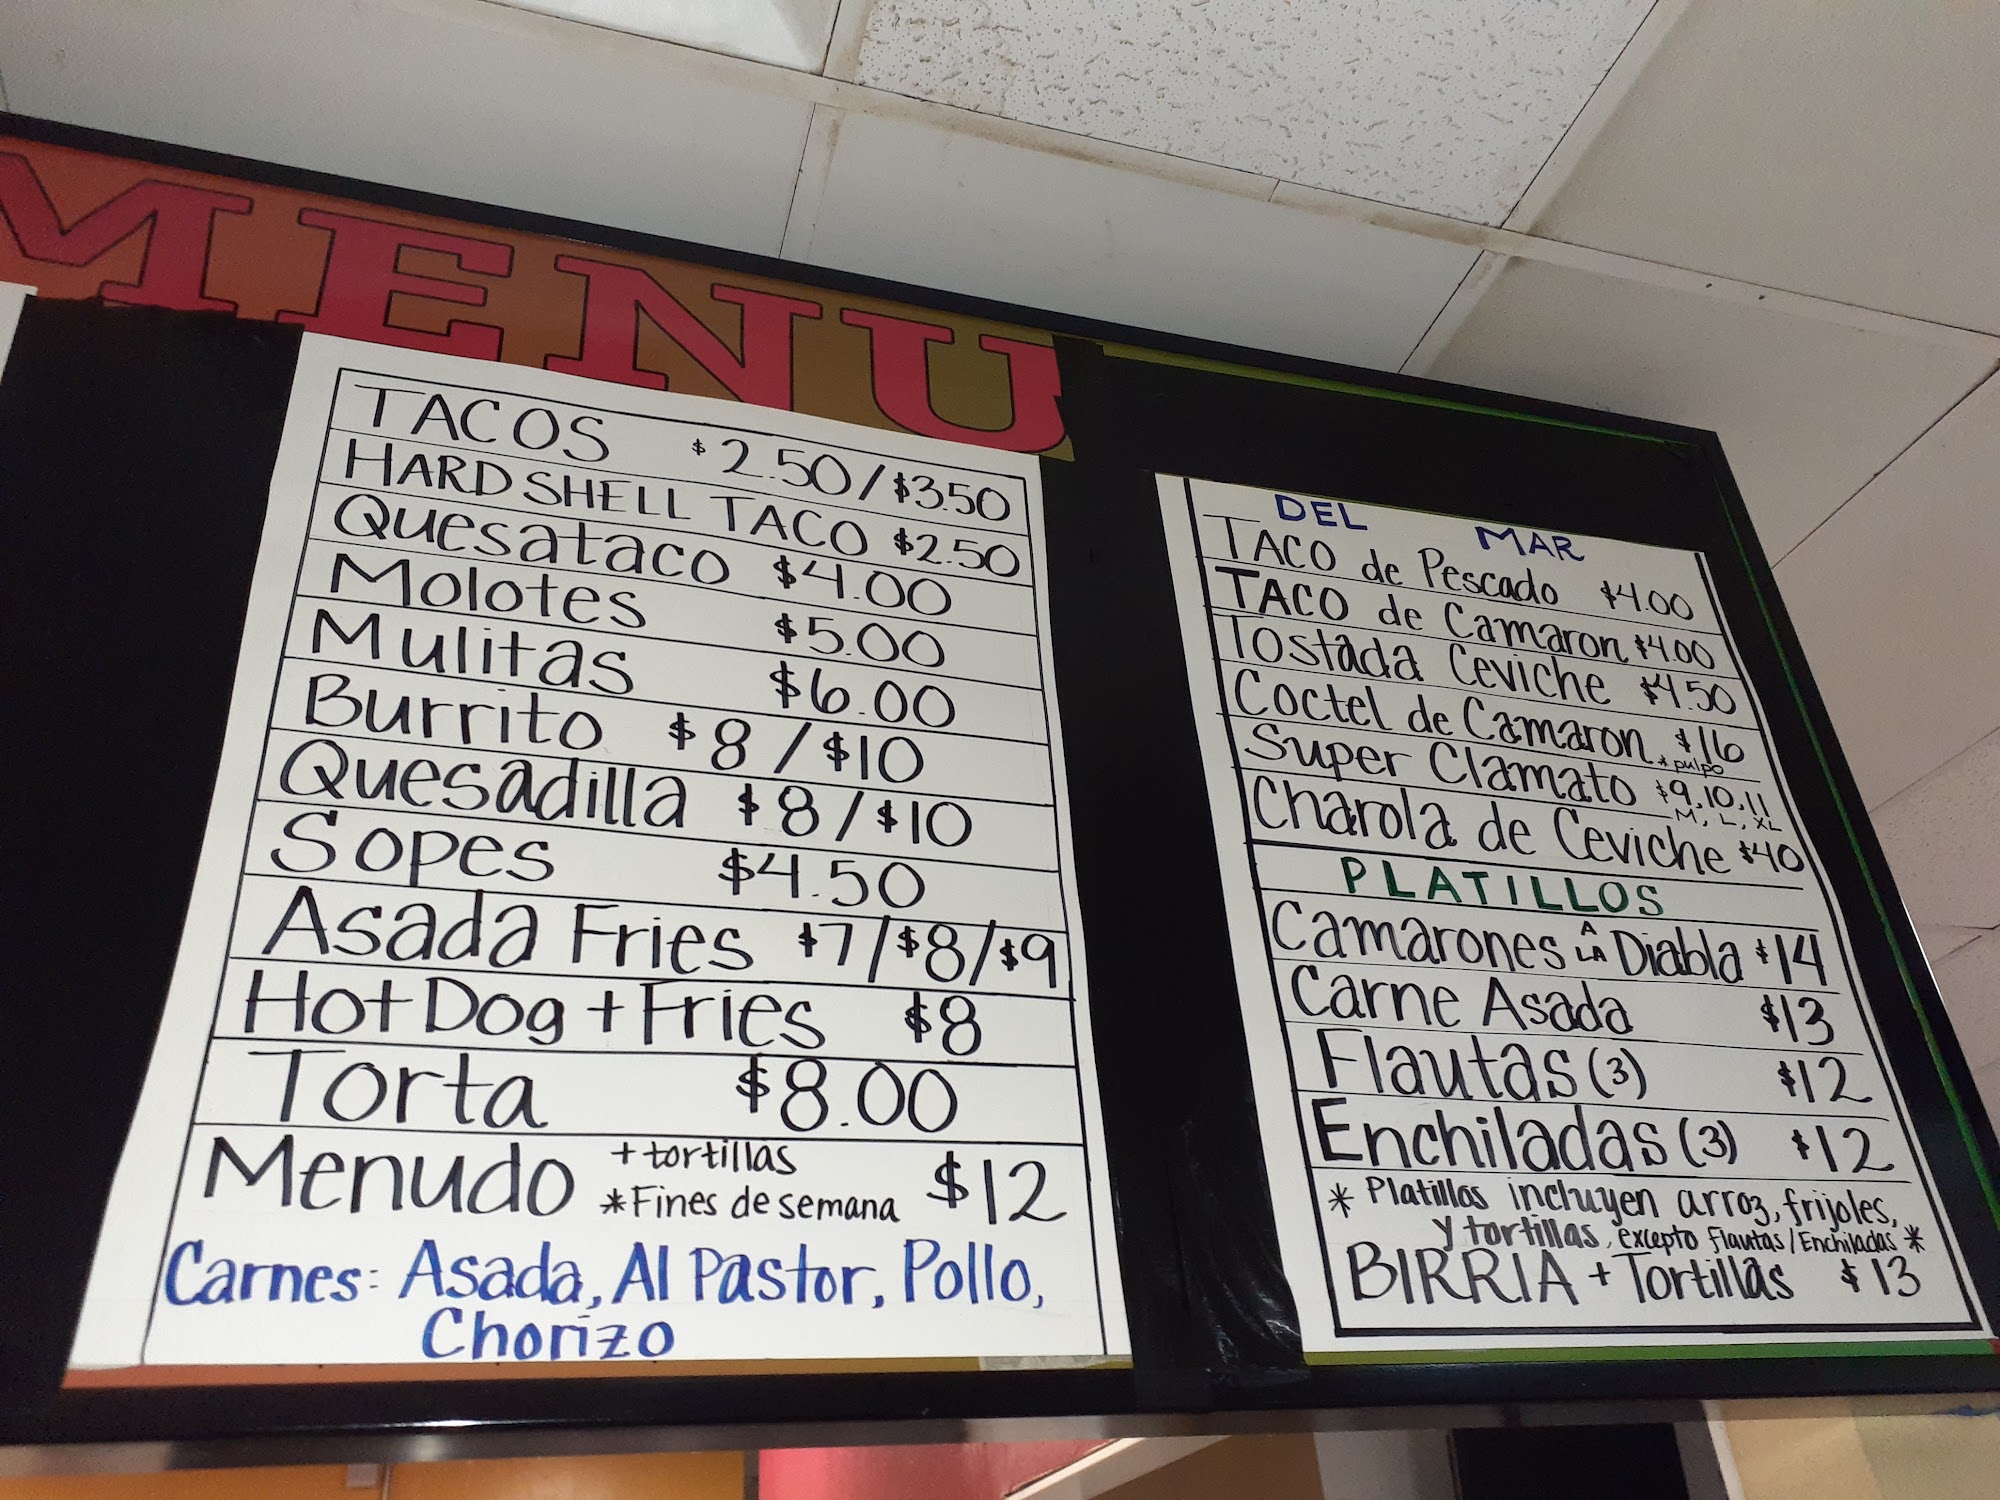 MENU
TACOS $2.50/$3.50
HARD SHELL TACO $2.50
Quesataco $4.00
Molotes $5.00
Mulitas $6.00
Burrito $8/$10
Quesadilla $8/$10
Sopes $4.50
Asada Fries $7/$8/$9
Hot Dog + Fries $8
Torta $8.00
Menudo + tortillas *Fines de semana $12
Carnes: Asada, Al Pastor, Pollo,
Chorizo
DEL MAR
TACO de Pescado $4.00
TACO de Camaron $4.00
Tostada Ceviche $4.50
Coctel de Camaron $16
*pulpo
Super Clamato $9,10,11
M, L, XL
Charola de Ceviche $40
PLATILLOS
Camarones A LA Diabla $14
Carne Asada $13
Flautas (3) $12
Enchiladas (3) $12
* Platillos incluyen arroz, frijoles,
y tortillas, excepto Flautas/Enchiladas *
BIRRIA + Tortillas $13